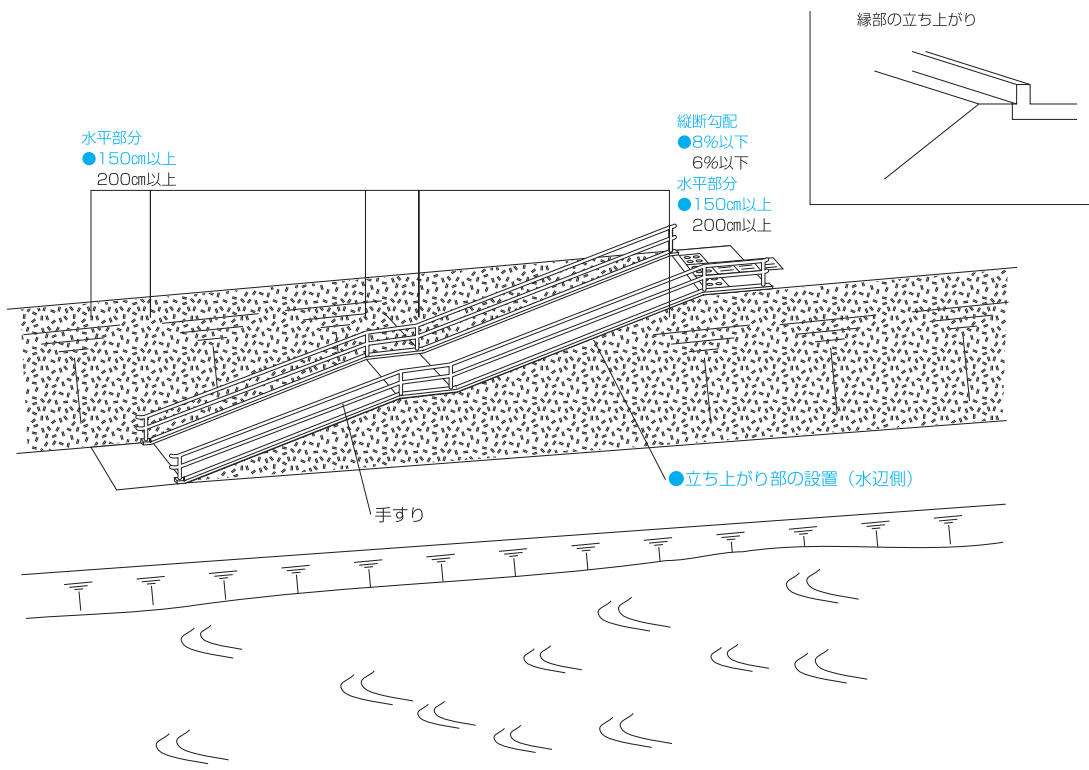 縁部の立ち上がり
水平部分
●150㎝以上
200㎝以上
縦断勾配
●8%以下
6%以下
水平部分
●150㎝以上
200㎝以上
●立ち上がり部の設置（水辺側）
手すり